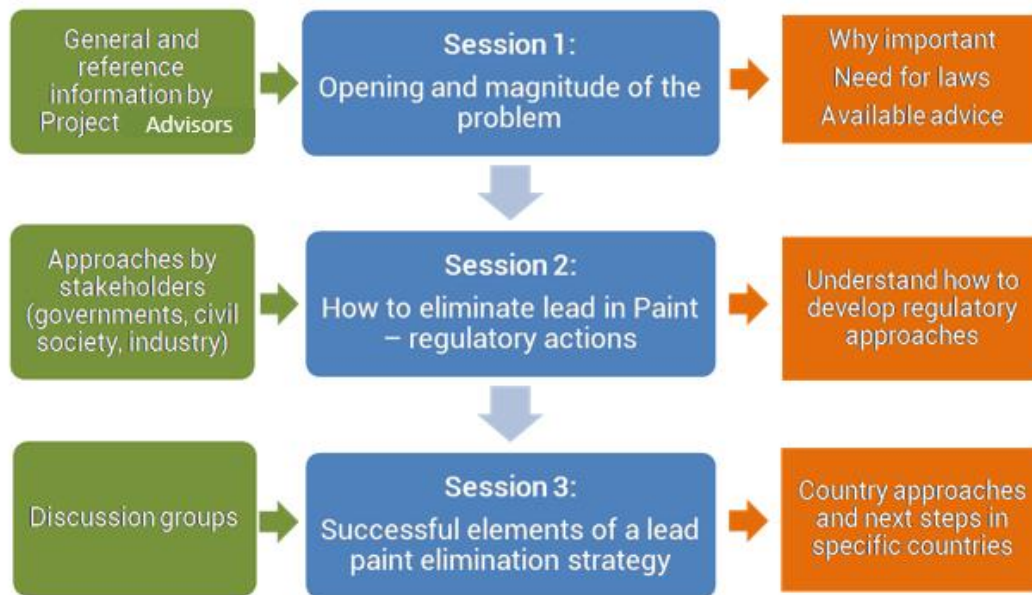 General and
reference
information by
Project Advisors
Session 1:
Opening and magnitude of the
problem
Why important
Need for laws
Available advice
Approaches by
stakeholders
(governments, civil
society, industry)
Session 2:
How to eliminate lead in Paint
– regulatory actions
Understand how to
develop regulatory
approaches
Discussion groups
Session 3:
Successful elements of a lead
paint elimination strategy
Country approaches
and next steps in
specific countries